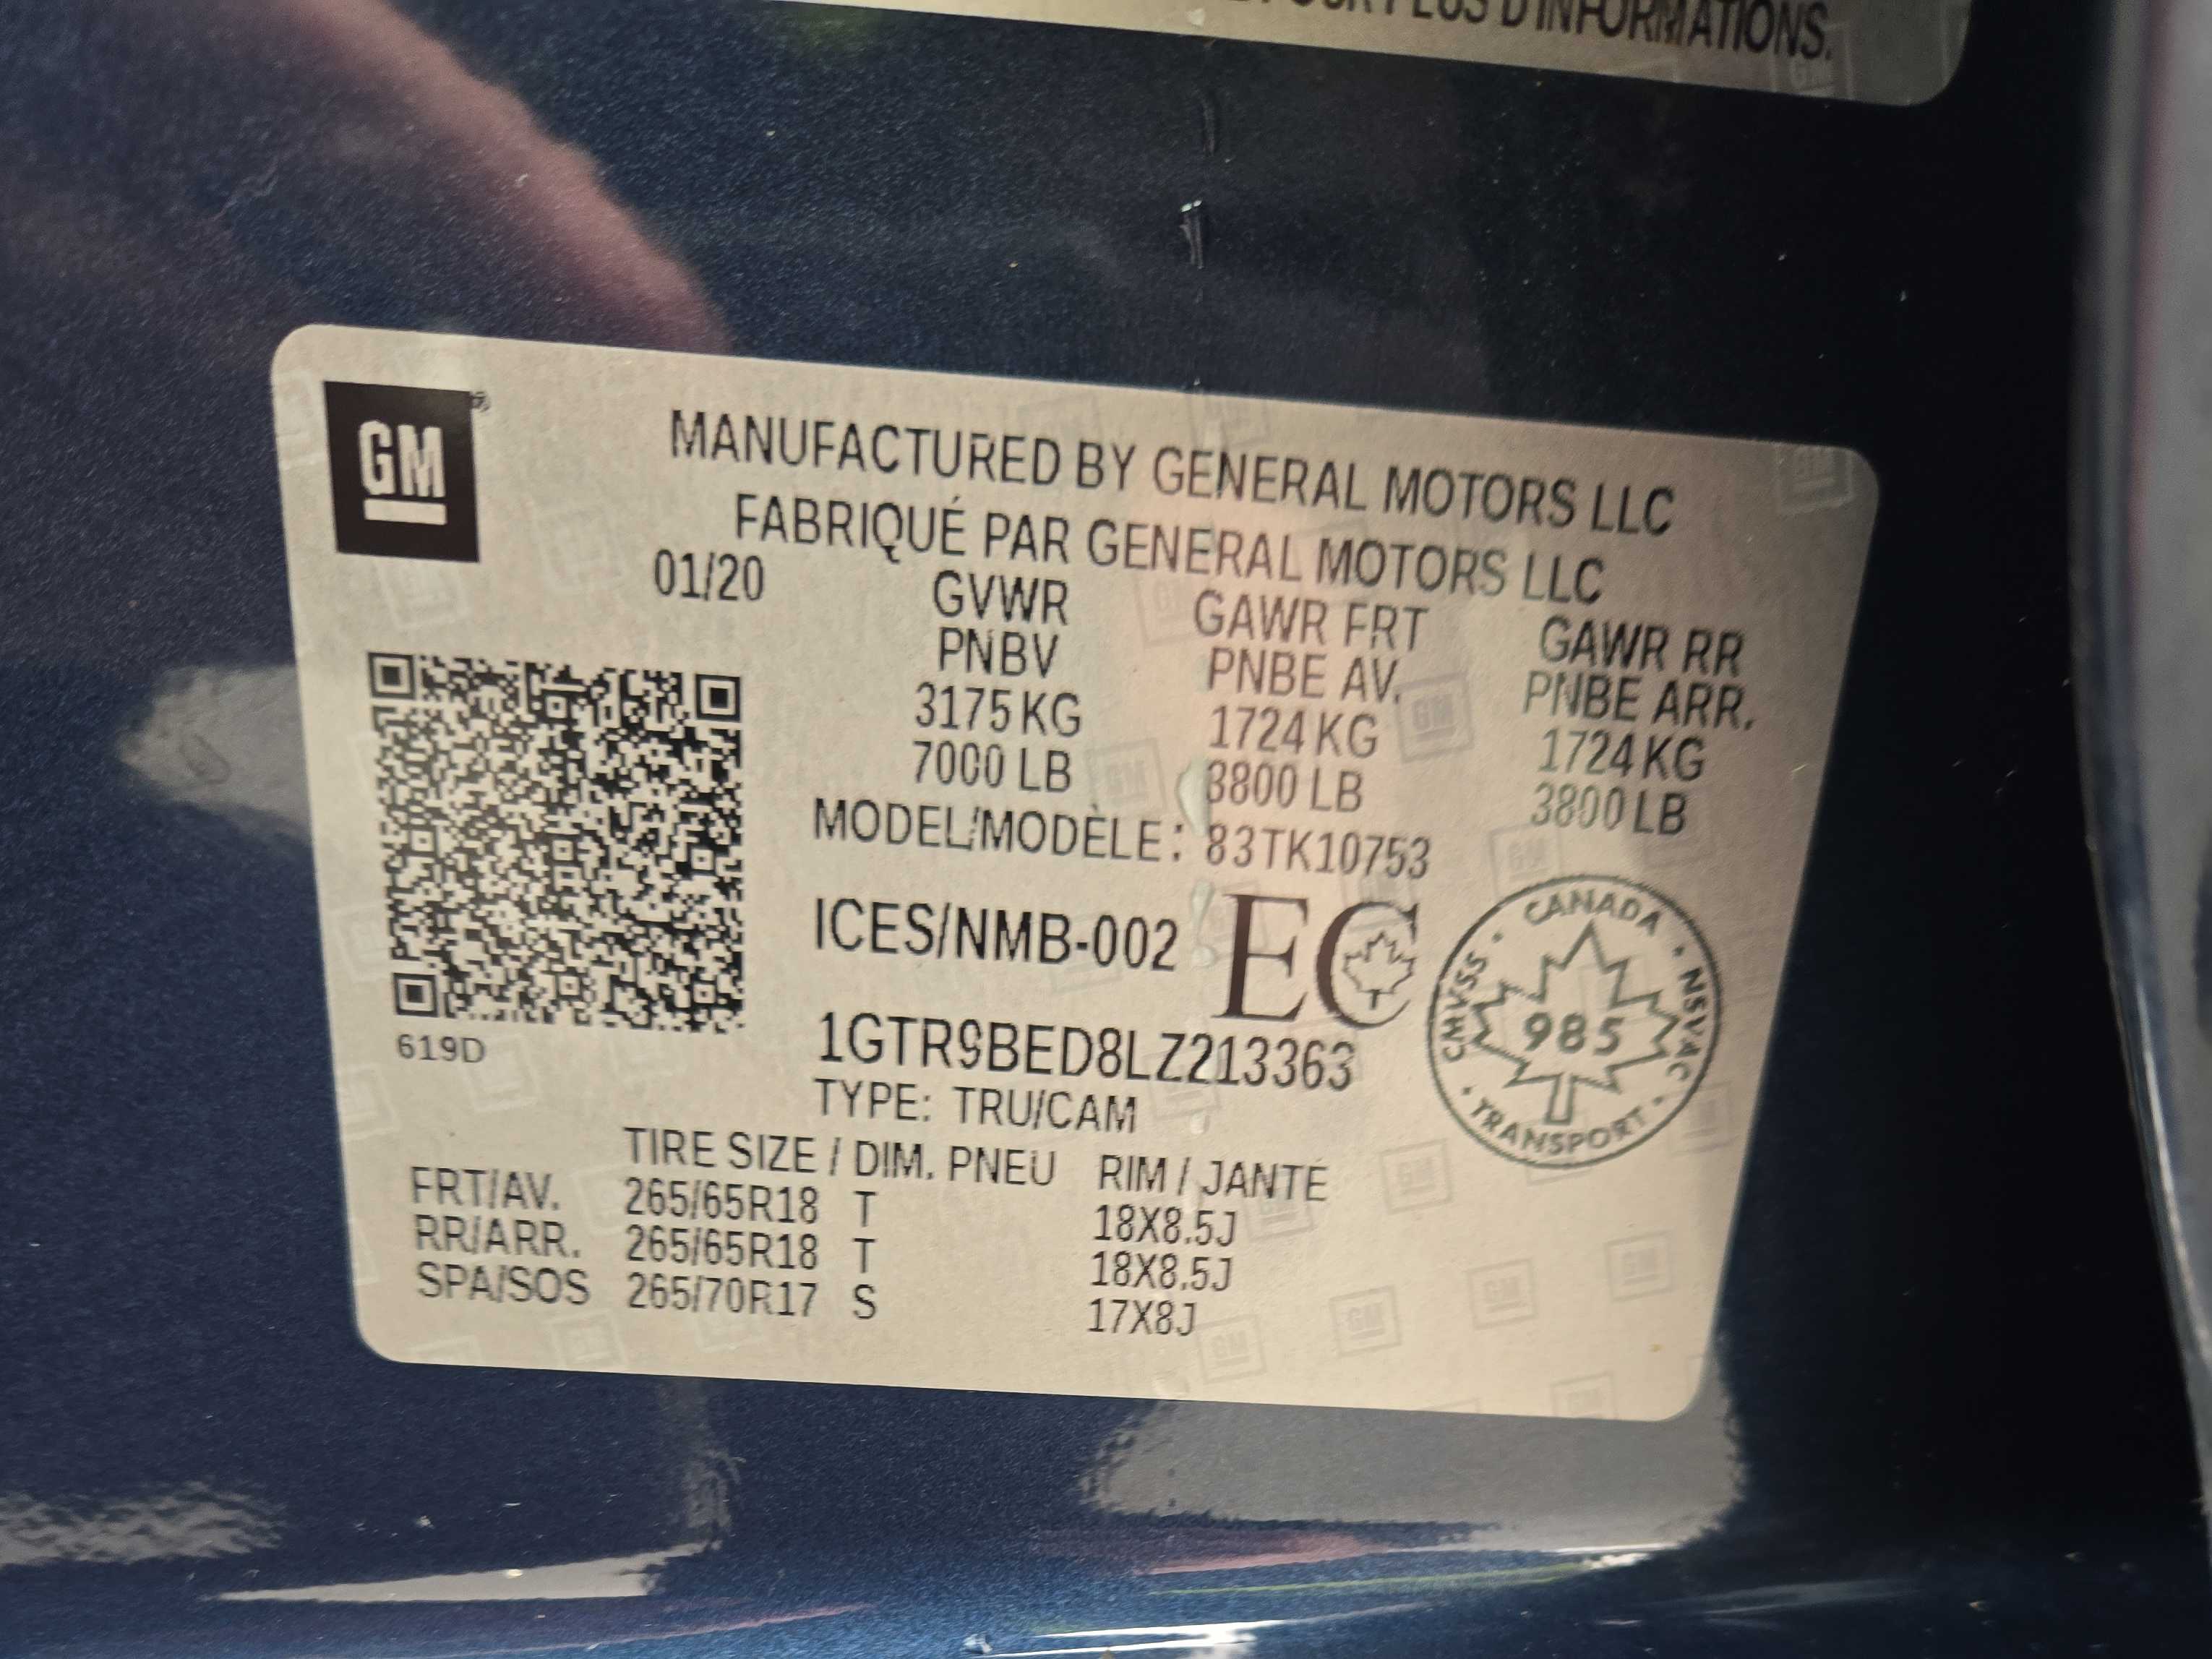 POUR PLUS D'INFORMATIONS.
GM
MANUFACTURED BY GENERAL MOTORS LLC
FABRIQUÉ PAR GENERAL MOTORS LLC
01/20 GVWR GAWR FRT GAWR RR
PNBV PNBE AV. PNBE ARR.
3175 KG 1724 KG 1724 KG
7000 LB 3800 LB 3800 LB
MODEL/MODÈLE: 83TK10753
ICES/NMB-002 EC
CANADA · NSVAC · TRANSPORT · CMVSS ·
985
1GTR9BED8LZ213363
619D
TYPE: TRU/CAM
TIRE SIZE / DIM. PNEU RIM / JANTE
FRT/AV. 265/65R18 T 18X8.5J
RR/ARR. 265/65R18 T 18X8.5J
SPA/SOS 265/70R17 S 17X8J